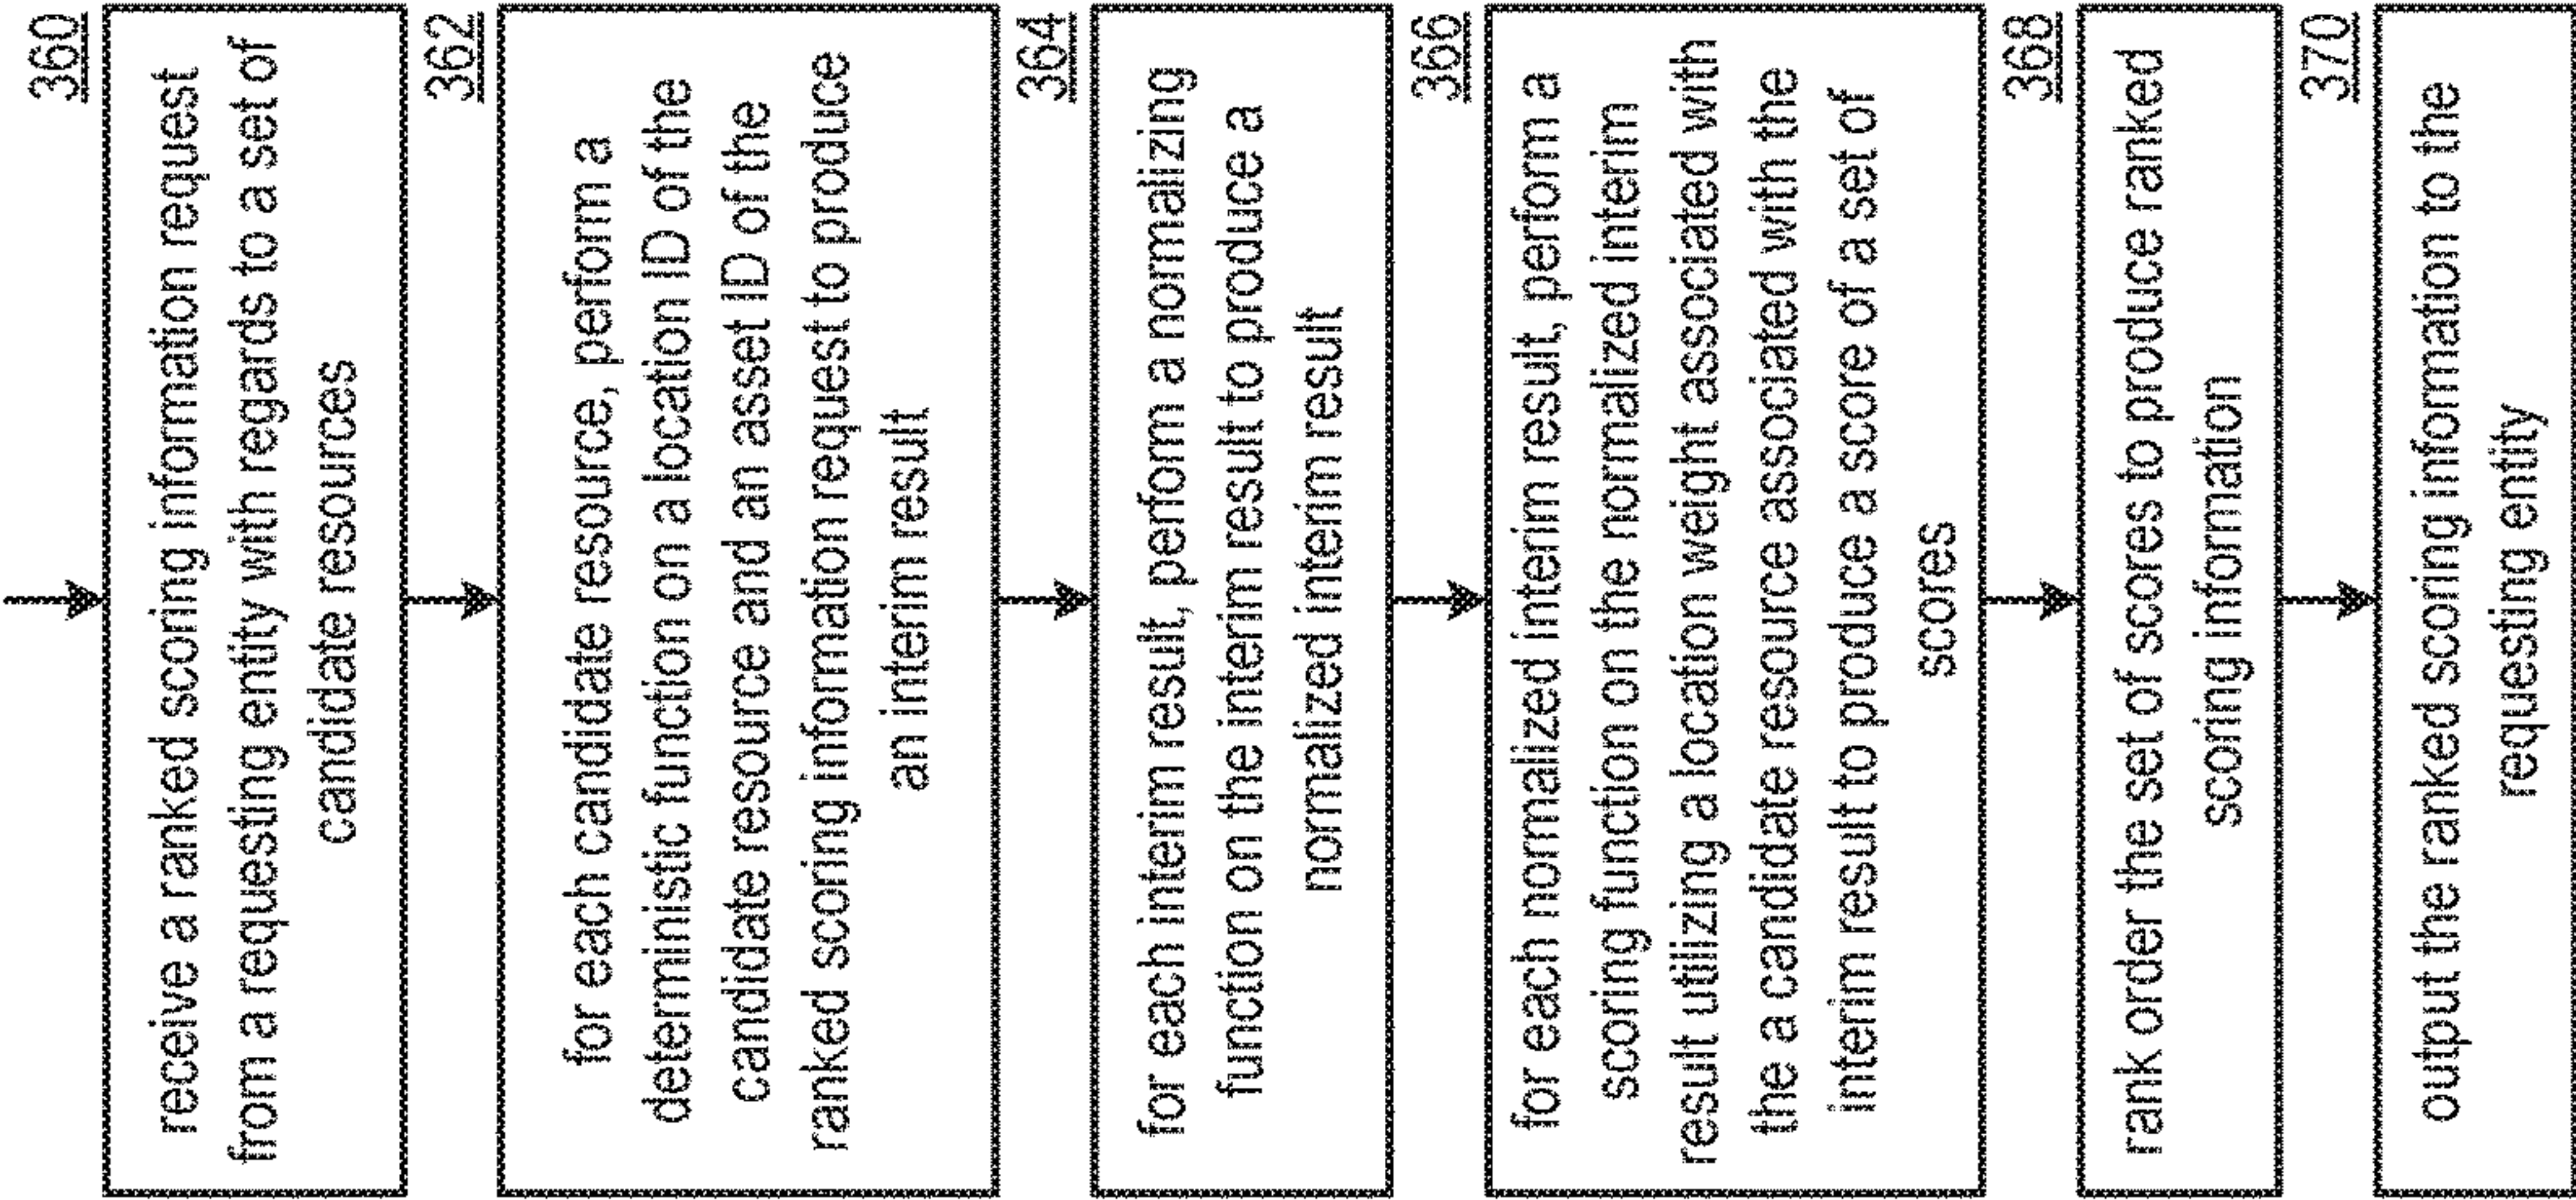 360
receive a ranked scoring information request
from a requesting entity with regards to a set of
candidate resources
362
for each candidate resource, perform a
deterministic function on a location ID of the
candidate resource and an asset ID of the
ranked scoring information request to produce
an interim result
364
for each interim result, perform a normalizing
function on the interim result to produce a
normalized interim result
366
for each normalized interim result, perform a
scoring function on the normalized interim
result utilizing a location weight associated with
the a candidate resource associated with the
interim result to produce a score of a set of
scores
368
rank order the set of scores to produce ranked
scoring information
370
output the ranked scoring information to the
requesting entity